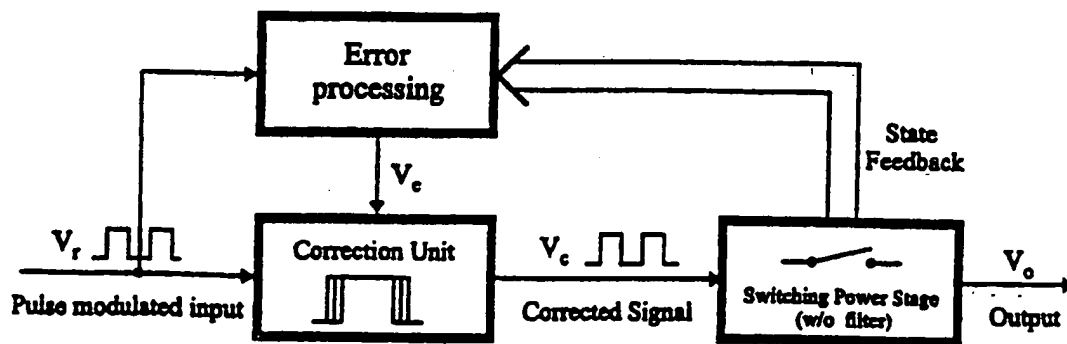 Error
processing
State
Feedback
Ve
Vr
Correction Unit
Vc
Vo
Pulse modulated input
Corrected Signal
Switching Power Stage
(w/o filter)
Output